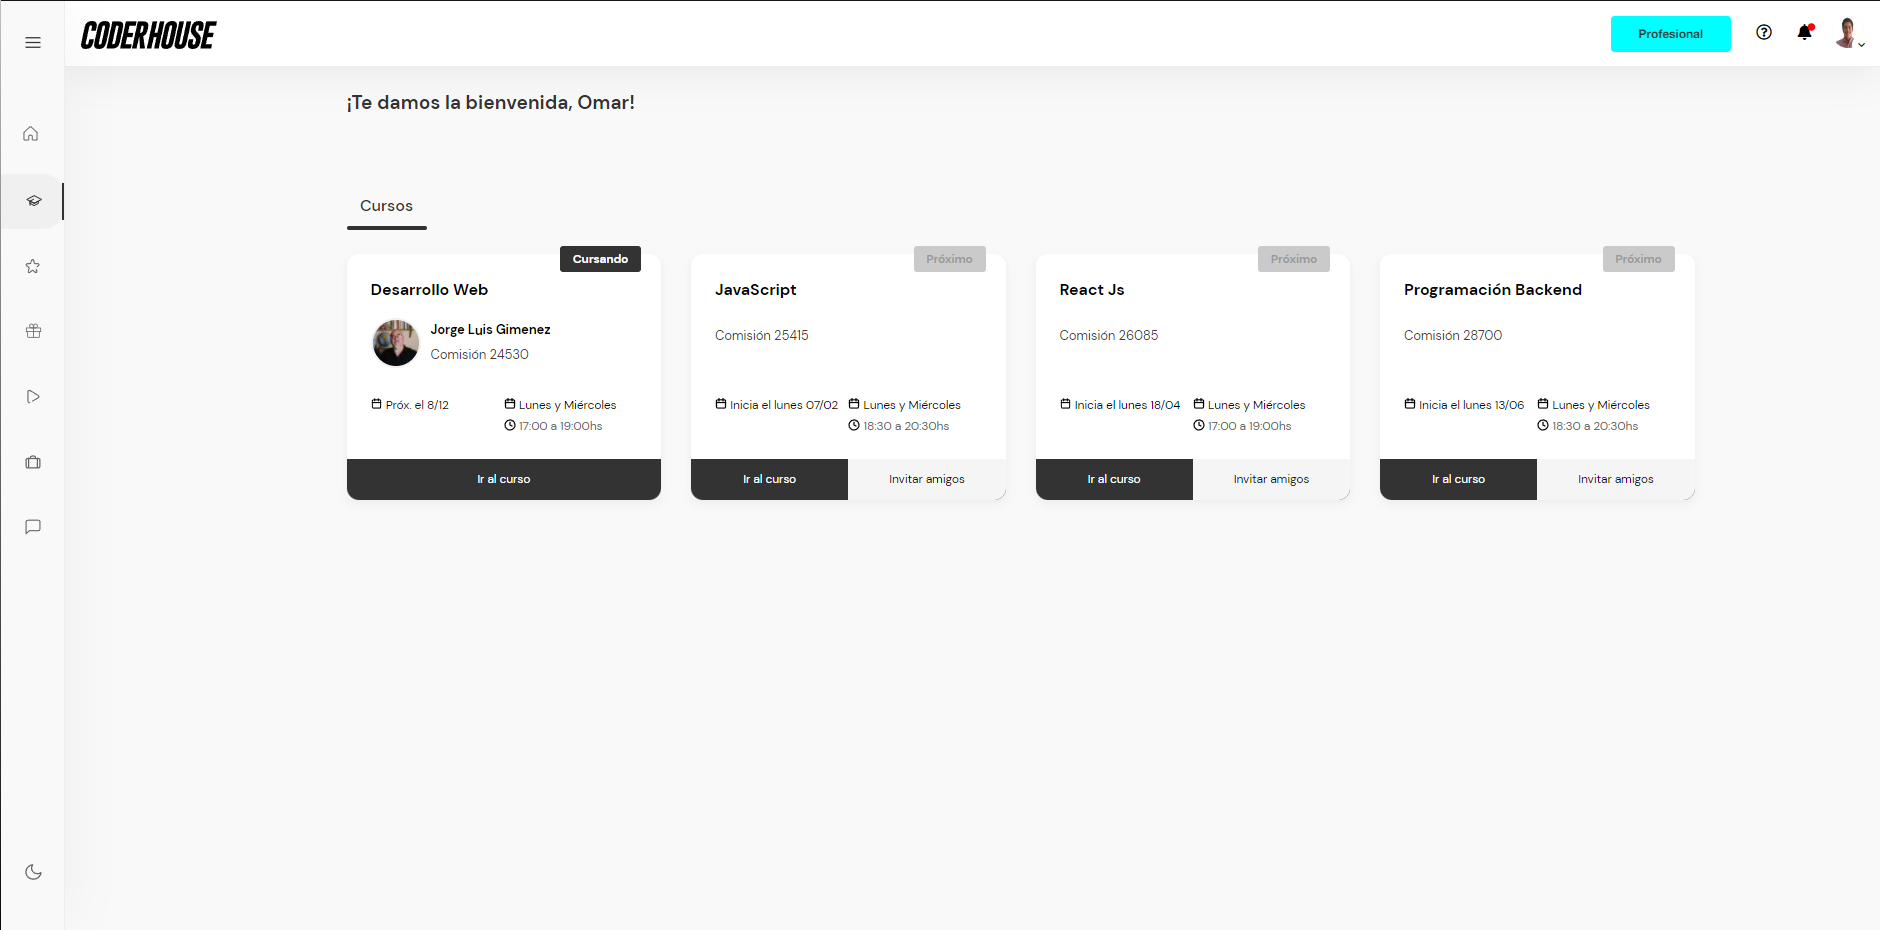 CODERHOUSE
Profesional
¡Te damos la bienvenida, Omar!
Cursos
Cursando
Desarrollo Web
Jorge Luis Gimenez
Comisión 24530
Próx. el 8/12
Lunes y Miércoles
17:00 a 19:00hs
Ir al curso
Próximo
JavaScript
Comisión 25415
Inicia el lunes 07/02
Lunes y Miércoles
18:30 a 20:30hs
Ir al curso
Invitar amigos
Próximo
React Js
Comisión 26085
Inicia el lunes 18/04
Lunes y Miércoles
17:00 a 19:00hs
Ir al curso
Invitar amigos
Próximo
Programación Backend
Comisión 28700
Inicia el lunes 13/06
Lunes y Miércoles
18:30 a 20:30hs
Ir al curso
Invitar amigos